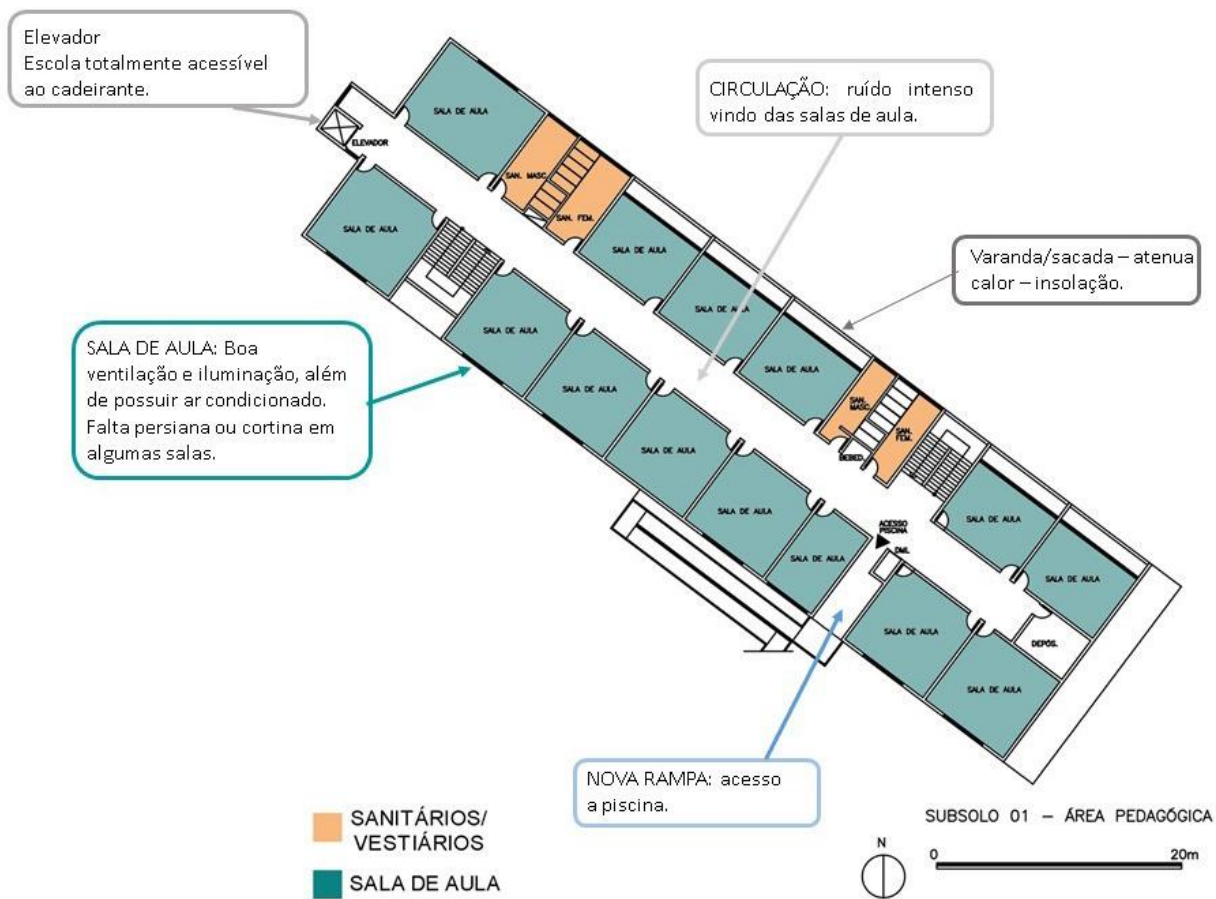 Elevador
Escola totalmente acessível
ao cadeirante.
CIRCULAÇÃO: ruído intenso
vindo das salas de aula.
SALA DE AULA
ELEVADOR
SAN. MASC.
SAN. FEM.
SALA DE AULA
SALA DE AULA
Varanda/sacada – atenua
calor – insolação.
SALA DE AULA
SALA DE AULA
SALA DE AULA
SALA DE AULA: Boa
ventilação e iluminação, além
de possuir ar condicionado.
Falta persiana ou cortina em
algumas salas.
SALA DE AULA
SAN.
MASC.
SAN.
FEM.
BEBED.
SALA DE AULA
SALA DE AULA
SALA DE AULA
ACESSO
PISCINA
DML
SALA DE AULA
SALA DE AULA
SALA DE AULA
DEPÓS.
SALA DE AULA
NOVA RAMPA: acesso
a piscina.
SANITÁRIOS/
VESTIÁRIOS
SALA DE AULA
SUBSOLO 01 – ÁREA PEDAGÓGICA
N
0
20m